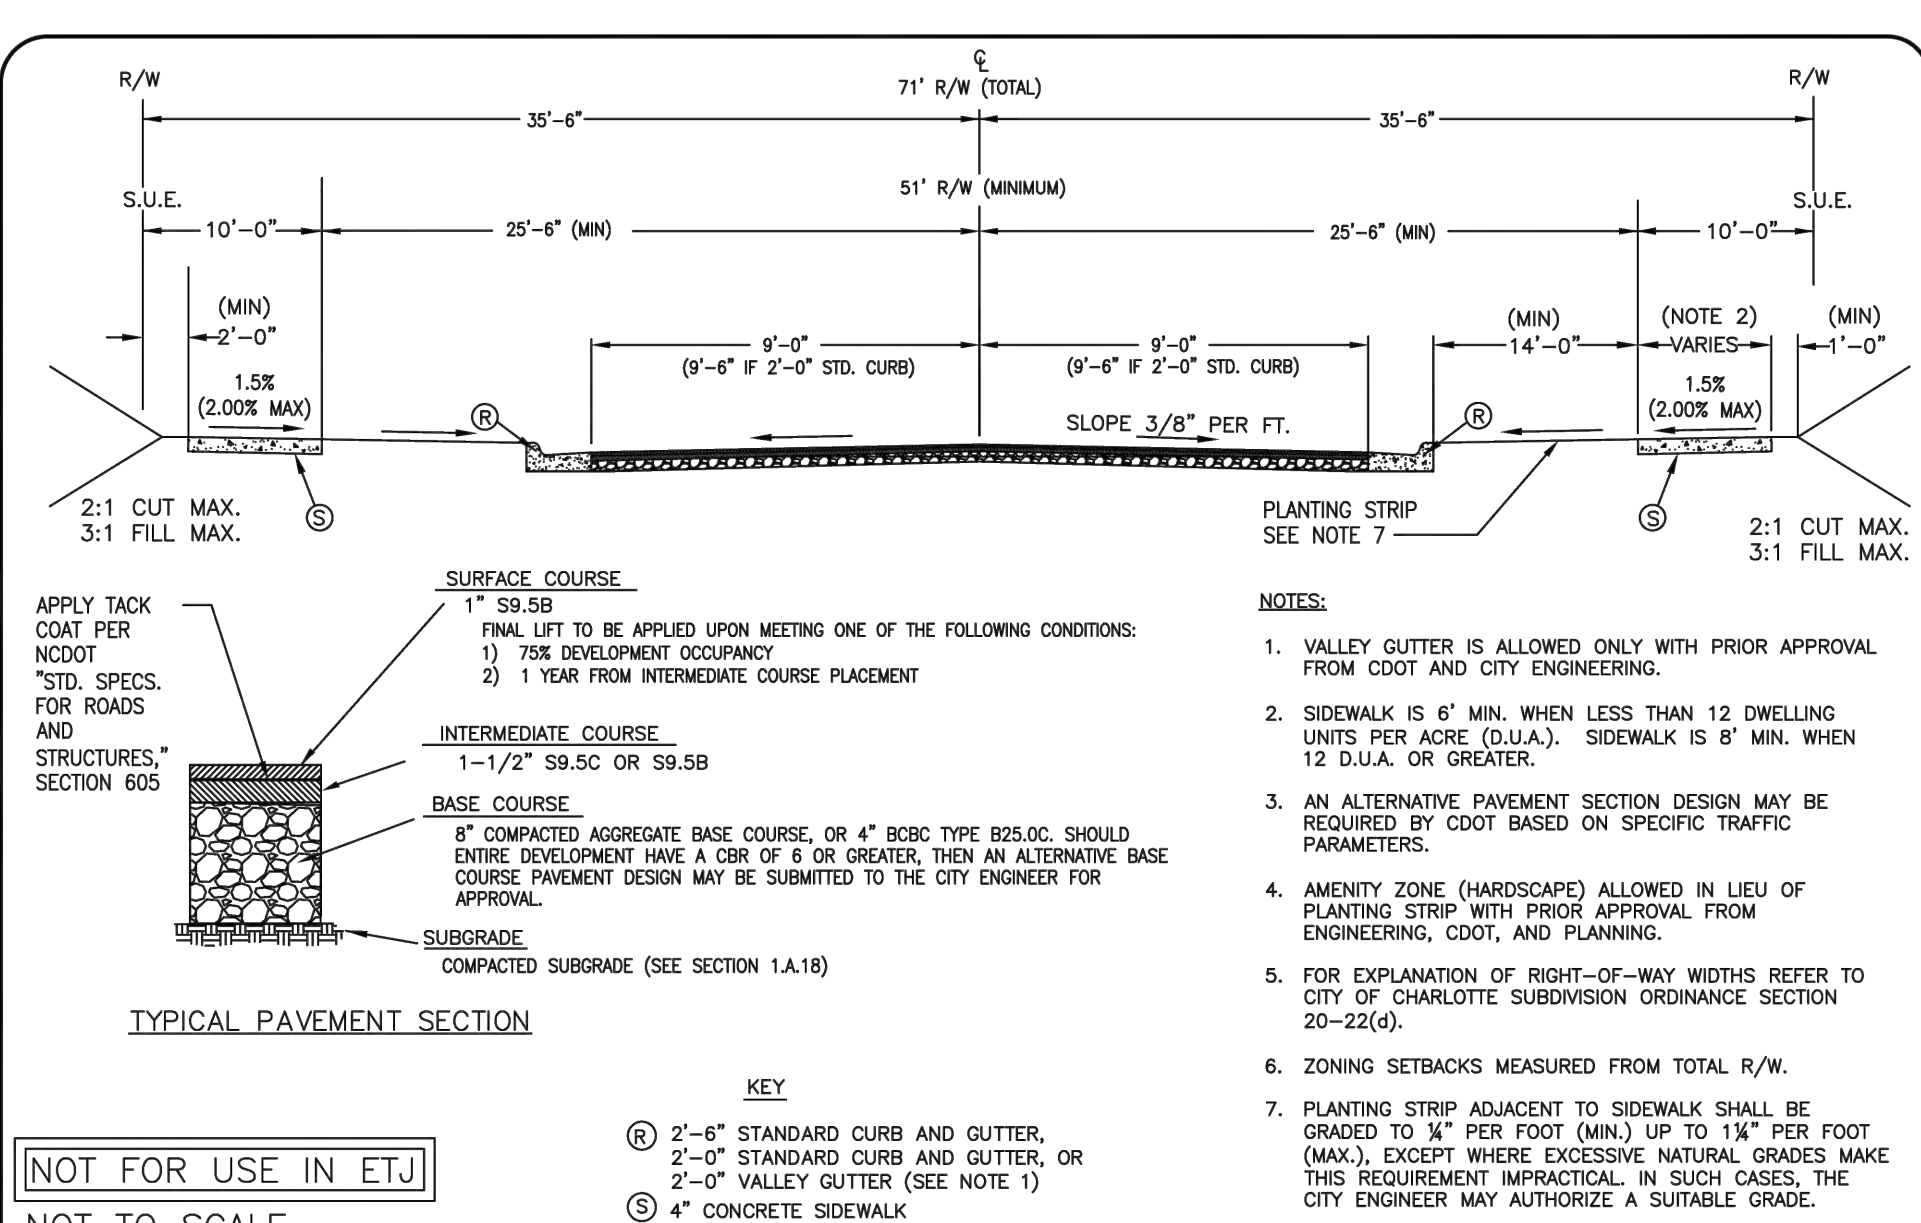 ℄
R/W
71' R/W (TOTAL)
R/W
35'-6"
35'-6"
51' R/W (MINIMUM)
S.U.E.
S.U.E.
10'-0"
25'-6" (MIN)
25'-6" (MIN)
10'-0"
(MIN)
2'-0"
9'-0"
(9'-6" IF 2'-0" STD. CURB)
9'-0"
(9'-6" IF 2'-0" STD. CURB)
(MIN)
14'-0"
(NOTE 2)
VARIES
(MIN)
1'-0"
1.5%
(2.00% MAX)
R
SLOPE 3/8" PER FT.
R
1.5%
(2.00% MAX)
2:1 CUT MAX.
3:1 FILL MAX.
S
PLANTING STRIP
SEE NOTE 7
S
2:1 CUT MAX.
3:1 FILL MAX.
APPLY TACK
COAT PER
NCDOT
"STD. SPECS.
FOR ROADS
AND
STRUCTURES,"
SECTION 605
SURFACE COURSE
1" S9.5B
FINAL LIFT TO BE APPLIED UPON MEETING ONE OF THE FOLLOWING CONDITIONS:
1) 75% DEVELOPMENT OCCUPANCY
2) 1 YEAR FROM INTERMEDIATE COURSE PLACEMENT
INTERMEDIATE COURSE
1-1/2" S9.5C OR S9.5B
BASE COURSE
8" COMPACTED AGGREGATE BASE COURSE, OR 4" BCBC TYPE B25.0C. SHOULD
ENTIRE DEVELOPMENT HAVE A CBR OF 6 OR GREATER, THEN AN ALTERNATIVE BASE
COURSE PAVEMENT DESIGN MAY BE SUBMITTED TO THE CITY ENGINEER FOR
APPROVAL.
SUBGRADE
COMPACTED SUBGRADE (SEE SECTION 1.A.18)
TYPICAL PAVEMENT SECTION
NOTES:
1. VALLEY GUTTER IS ALLOWED ONLY WITH PRIOR APPROVAL
FROM CDOT AND CITY ENGINEERING.
2. SIDEWALK IS 6' MIN. WHEN LESS THAN 12 DWELLING
UNITS PER ACRE (D.U.A.). SIDEWALK IS 8' MIN. WHEN
12 D.U.A. OR GREATER.
3. AN ALTERNATIVE PAVEMENT SECTION DESIGN MAY BE
REQUIRED BY CDOT BASED ON SPECIFIC TRAFFIC
PARAMETERS.
4. AMENITY ZONE (HARDSCAPE) ALLOWED IN LIEU OF
PLANTING STRIP WITH PRIOR APPROVAL FROM
ENGINEERING, CDOT, AND PLANNING.
5. FOR EXPLANATION OF RIGHT-OF-WAY WIDTHS REFER TO
CITY OF CHARLOTTE SUBDIVISION ORDINANCE SECTION
20-22(d).
6. ZONING SETBACKS MEASURED FROM TOTAL R/W.
7. PLANTING STRIP ADJACENT TO SIDEWALK SHALL BE
GRADED TO ¼" PER FOOT (MIN.) UP TO 1¼" PER FOOT
(MAX.), EXCEPT WHERE EXCESSIVE NATURAL GRADES MAKE
THIS REQUIREMENT IMPRACTICAL. IN SUCH CASES, THE
CITY ENGINEER MAY AUTHORIZE A SUITABLE GRADE.
KEY
R 2'-6" STANDARD CURB AND GUTTER,
2'-0" STANDARD CURB AND GUTTER, OR
2'-0" VALLEY GUTTER (SEE NOTE 1)
S 4" CONCRETE SIDEWALK
NOT FOR USE IN ETJ
NOT TO SCALE